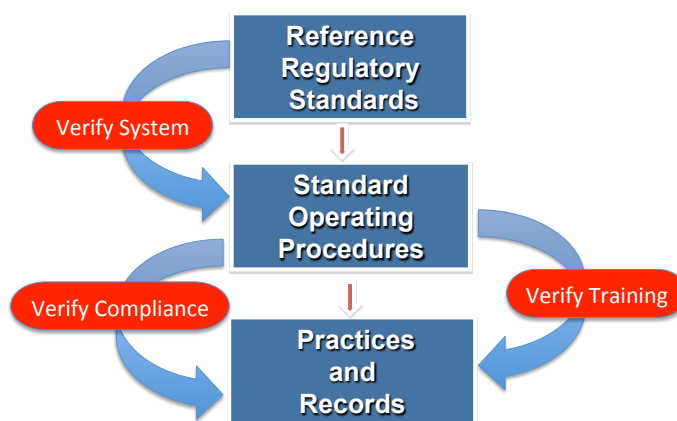 Reference
Regulatory
Standards
Verify System
Standard
Operating
Procedures
Verify Compliance
Verify Training
Practices
and
Records